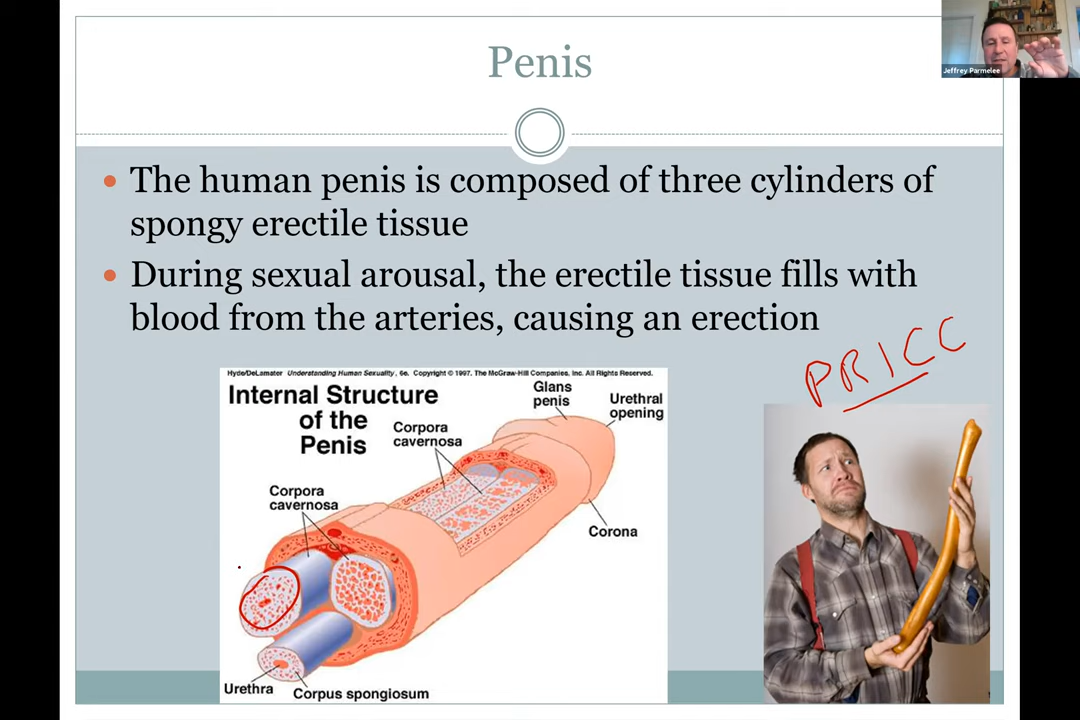 Jeffrey Parmelee
Penis
• The human penis is composed of three cylinders of
spongy erectile tissue
• During sexual arousal, the erectile tissue fills with
blood from the arteries, causing an erection
PRICC
Hyde/DeLamater Understanding Human Sexuality, 6e. Copyright © 1997. The McGraw-Hill Companies, Inc. All Rights Reserved.
Internal Structure
of the
Penis
Glans
penis
Urethral
opening
Corpora
cavernosa
Corpora
cavernosa
Corona
Urethra
Corpus spongiosum